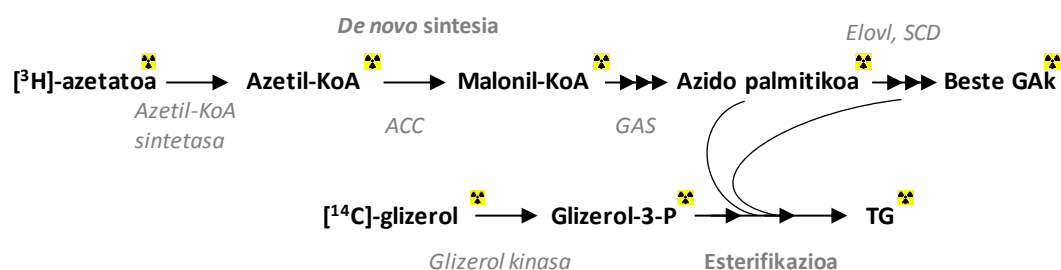 De novo sintesia
Elovl, SCD
[³H]-azetatoa Azetil-KoA Malonil-KoA Azido palmitikoa Beste GAk
Azetil-KoA
sintetasa
ACC
GAS
[¹⁴C]-glizerol Glizerol-3-P TG
Glizerol kinasa
Esterifikazioa